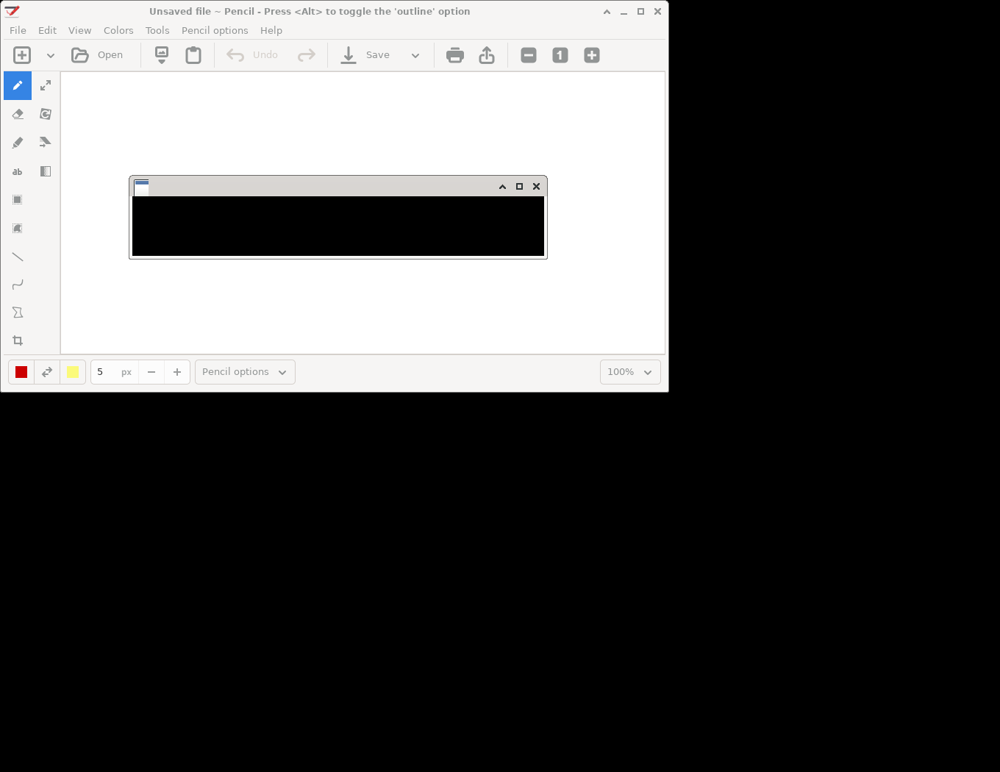 Unsaved file ~ Pencil - Press <Alt> to toggle the 'outline' option
File Edit View Colors Tools Pencil options Help
Open Undo Save 1
ab
5 px Pencil options 100%